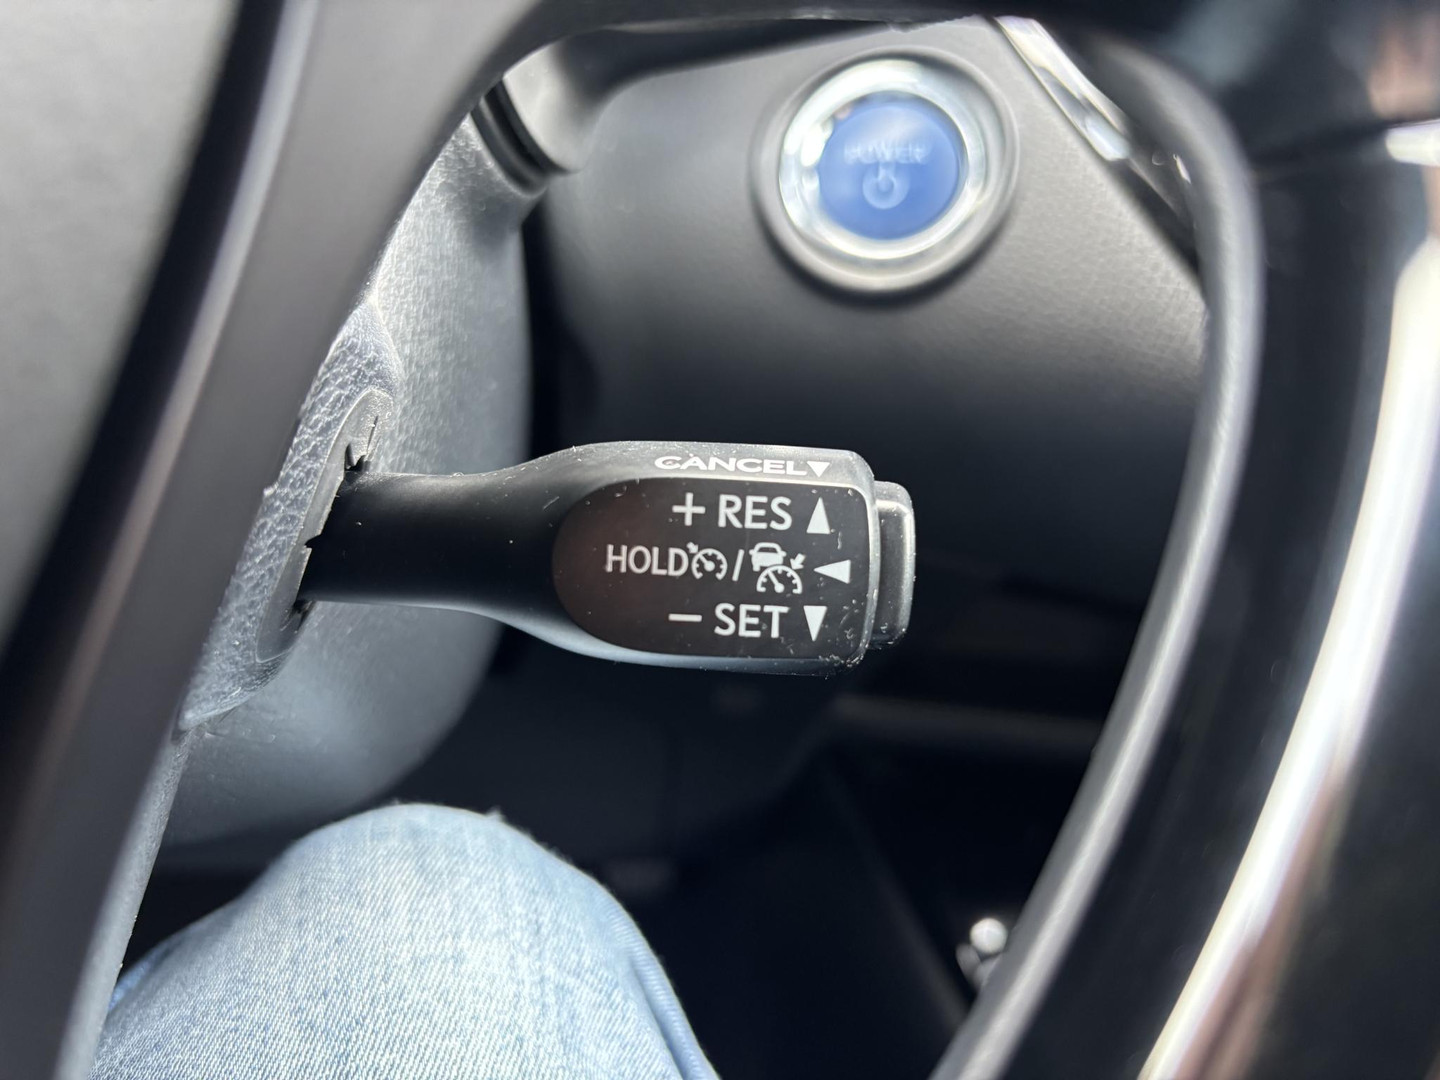 POWER
CANCEL▼
+ RES ▲
HOLD / ◀
− SET ▼